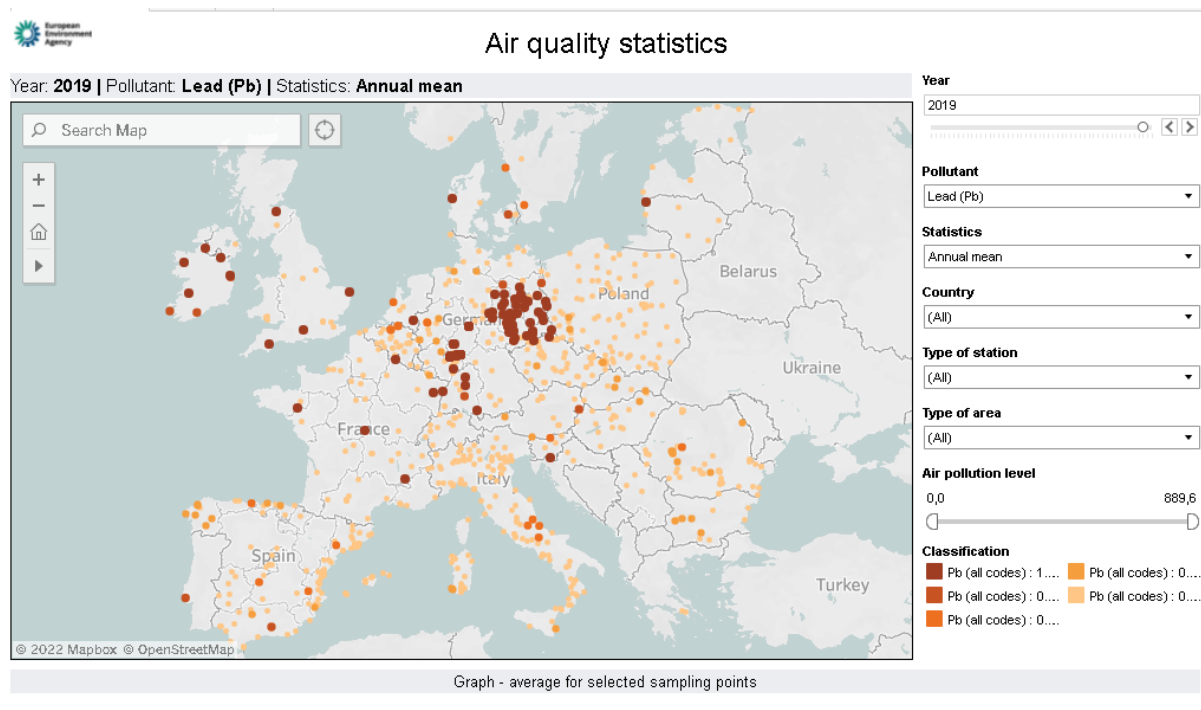 European
Environment
Agency
Air quality statistics
Year: 2019 | Pollutant: Lead (Pb) | Statistics: Annual mean
Search Map
Belarus
Poland
Germ
Ukraine
France
Italy
Spain
Turkey
© 2022 Mapbox © OpenStreetMap
Year
2019
Pollutant
Lead (Pb)
Statistics
Annual mean
Country
(All)
Type of station
(All)
Type of area
(All)
Air pollution level
0,0 889,6
Classification
Pb (all codes) : 1.... Pb (all codes) : 0....
Pb (all codes) : 0.... Pb (all codes) : 0....
Pb (all codes) : 0....
Graph - average for selected sampling points